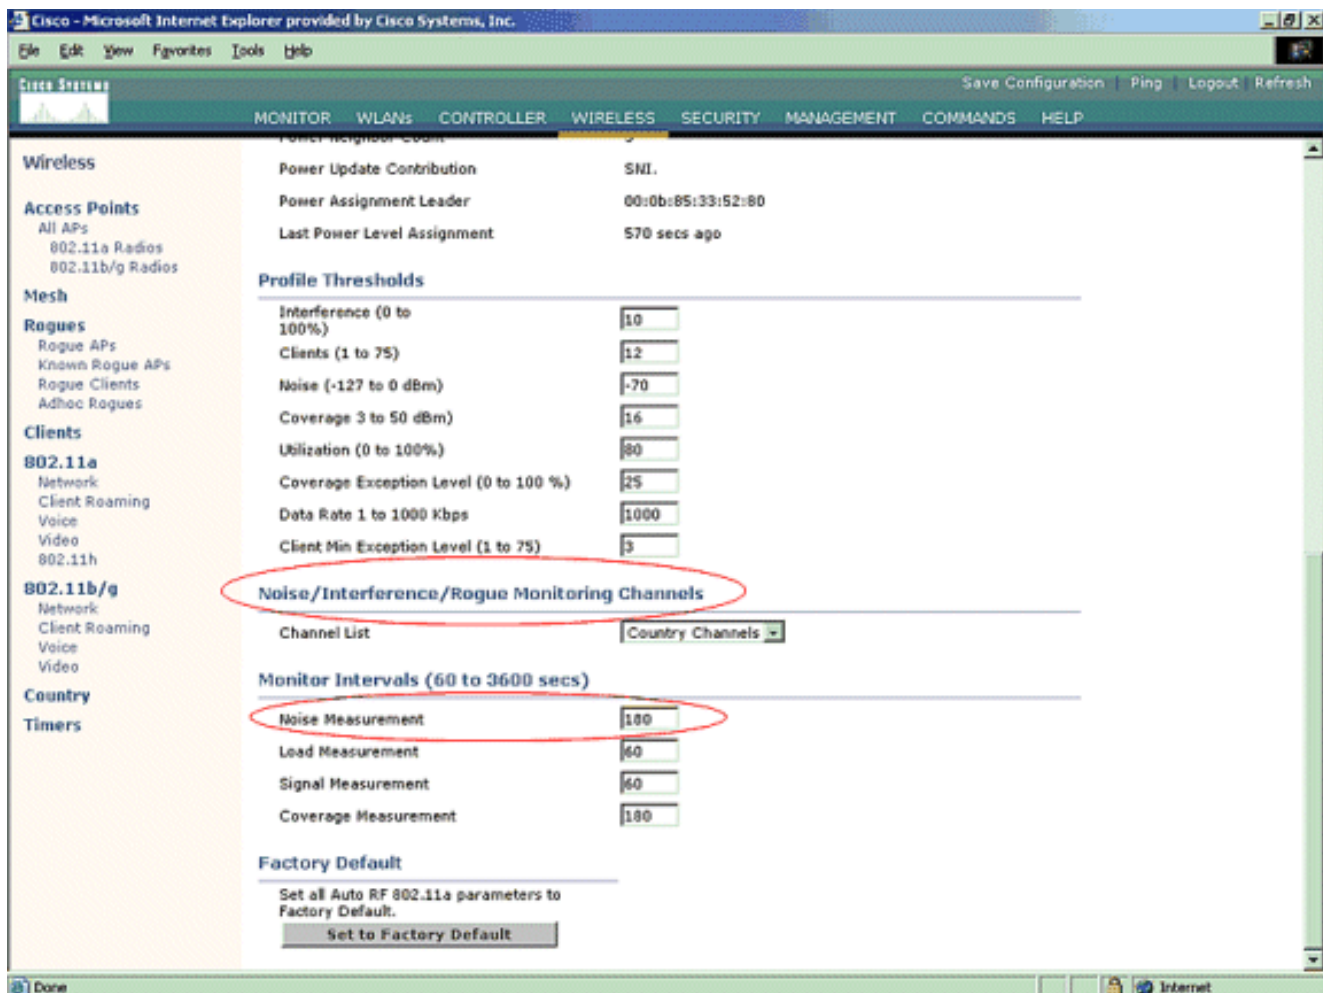 Cisco - Microsoft Internet Explorer provided by Cisco Systems, Inc.
File Edit View Favorites Tools Help
Cisco Systems
Save Configuration | Ping | Logout | Refresh
MONITOR WLANs CONTROLLER WIRELESS SECURITY MANAGEMENT COMMANDS HELP
Wireless
Access Points
All APs
802.11a Radios
802.11b/g Radios
Mesh
Rogues
Rogue APs
Known Rogue APs
Rogue Clients
Adhoc Rogues
Clients
802.11a
Network
Client Roaming
Voice
Video
802.11h
802.11b/g
Network
Client Roaming
Voice
Video
Country
Timers
Power Neighbor Count
Power Update Contribution SNI.
Power Assignment Leader 00:0b:85:33:52:80
Last Power Level Assignment 570 secs ago
Profile Thresholds
Interference (0 to
100%) 10
Clients (1 to 75) 12
Noise (-127 to 0 dBm) -70
Coverage 3 to 50 dBm) 16
Utilization (0 to 100%) 80
Coverage Exception Level (0 to 100 %) 25
Data Rate 1 to 1000 Kbps 1000
Client Min Exception Level (1 to 75) 3
Noise/Interference/Rogue Monitoring Channels
Channel List Country Channels
Monitor Intervals (60 to 3600 secs)
Noise Measurement 180
Load Measurement 60
Signal Measurement 60
Coverage Measurement 180
Factory Default
Set all Auto RF 802.11a parameters to
Factory Default.
Set to Factory Default
Done
Internet